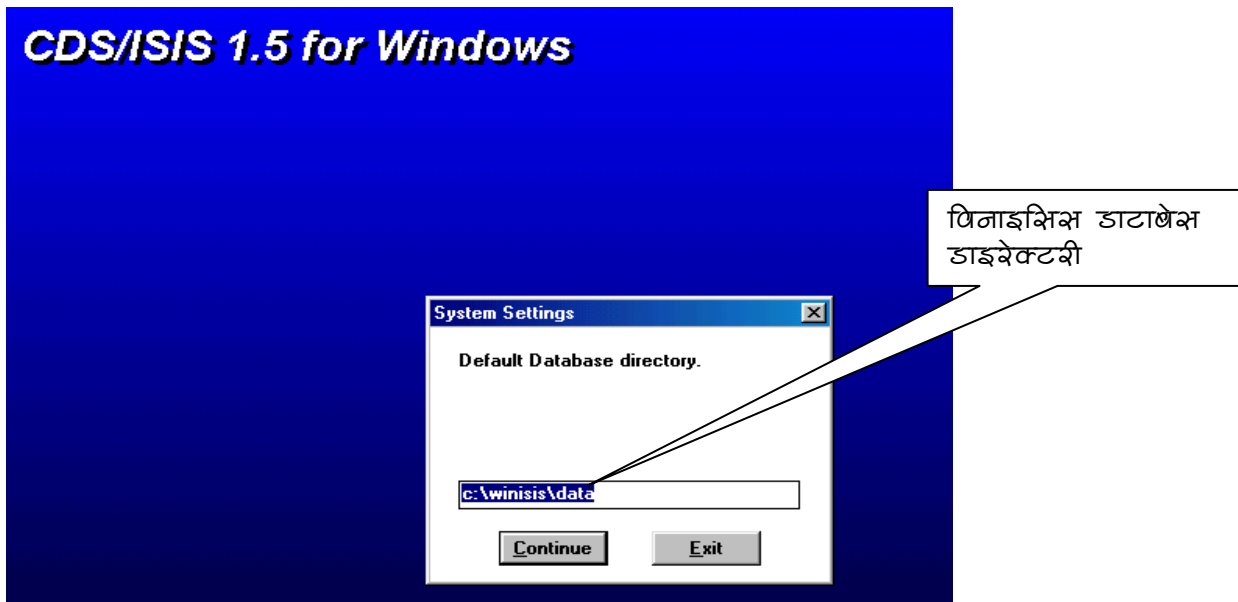 CDS/ISIS 1.5 for Windows
विनाइसिस डाटाबेस
डाइरेक्टरी
System Settings
Default Database directory.
c:\winisis\data
Continue
Exit